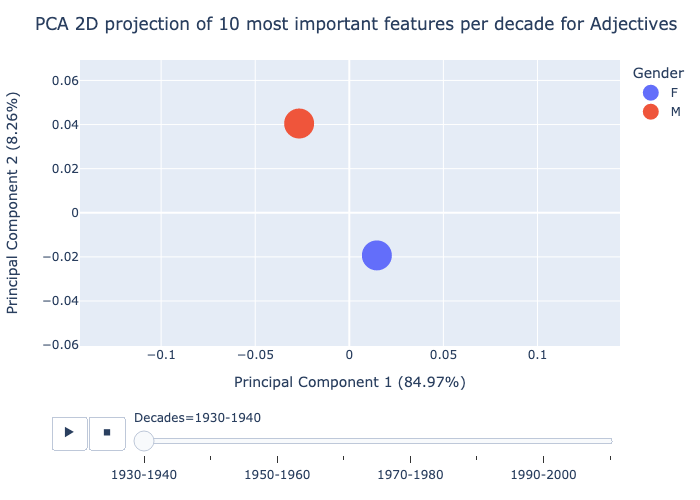 PCA 2D projection of 10 most important features per decade for Adjectives
Gender
F
M
Principal Component 2 (8.26%)
0.06
0.04
0.02
0
−0.02
−0.04
−0.06
−0.1
−0.05
0
0.05
0.1
Principal Component 1 (84.97%)
Decades=1930-1940
1930-1940
1950-1960
1970-1980
1990-2000